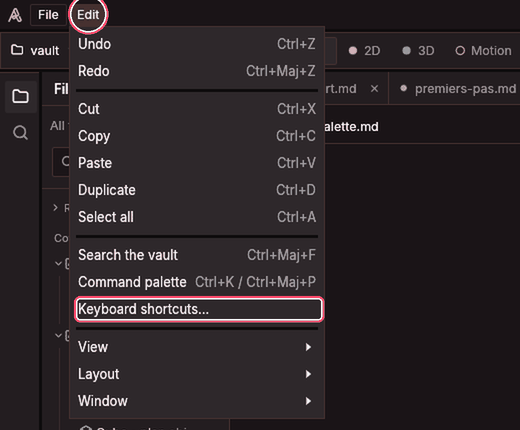 File Edit
vault 2D 3D Motion
Undo Ctrl+Z
Redo Ctrl+Maj+Z
rt.md × premiers-pas.md
Cut Ctrl+X
All
alette.md
Copy Ctrl+C
Paste Ctrl+V
Duplicate Ctrl+D
Select all Ctrl+A
Search the vault Ctrl+Maj+F
Command palette Ctrl+K / Ctrl+Maj+P
Keyboard shortcuts...
View
Layout
Window